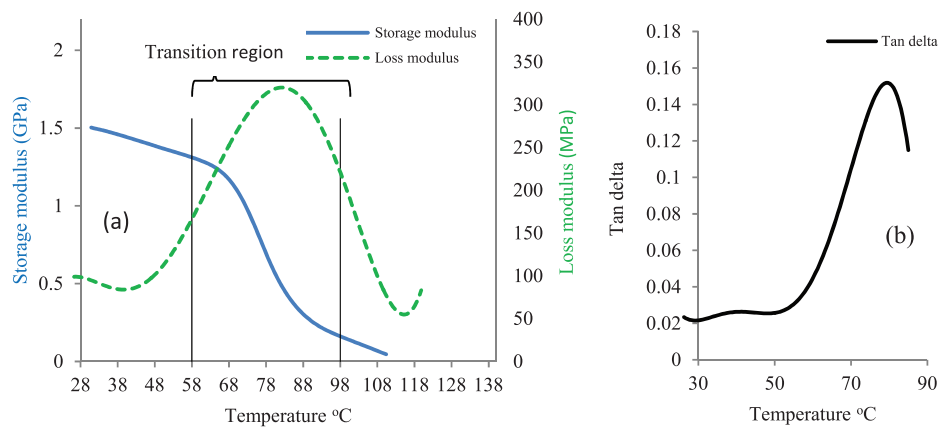 Storage modulus
Loss modulus
Transition region
2
1.5
1
0.5
0
Storage modulus (GPa)
(a)
400
350
300
250
200
150
100
50
0
Loss modulus (MPa)
28 38 48 58 68 78 88 98 108 118 128 138
Temperature °C
(b)
Tan delta
0.18
0.16
0.14
0.12
0.1
0.08
0.06
0.04
0.02
0
Tan delta
(b)
30 50 70 90
Temperature °C